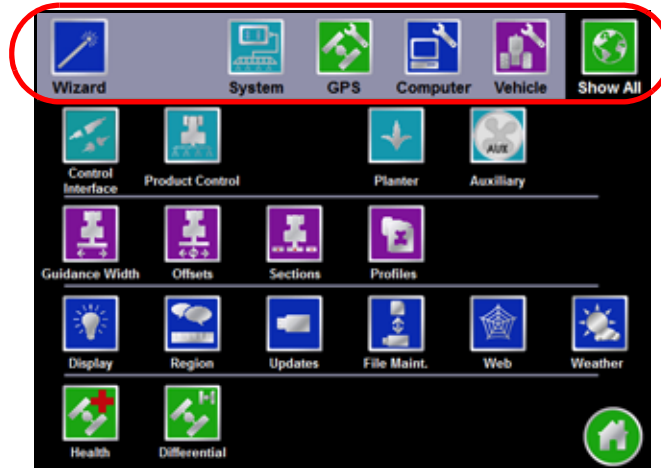 Wizard System GPS Computer Vehicle Show All
AUX
Control Interface Product Control Planter Auxiliary
Guidance Width Offsets Sections Profiles
Display Region Updates File Maint. Web Weather
Health Differential